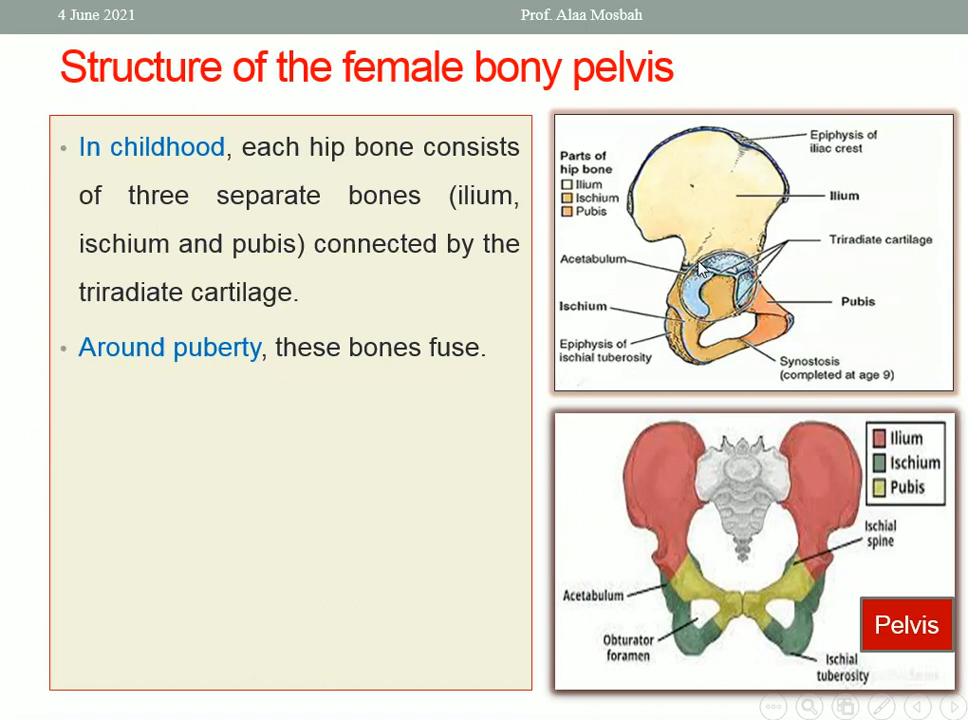 4 June 2021
Prof. Alaa Mosbah
Structure of the female bony pelvis
• In childhood, each hip bone consists
of three separate bones (ilium,
ischium and pubis) connected by the
triradiate cartilage.
• Around puberty, these bones fuse.
Parts of
hip bone
Ilium
Ischium
Pubis
Epiphysis of
iliac crest
Ilium
Triradiate cartilage
Acetabulum
Ischium
Pubis
Epiphysis of
ischial tuberosity
Synostosis
(completed at age 9)
Ilium
Ischium
Pubis
Ischial
spine
Acetabulum
Pelvis
Obturator
foramen
Ischial
tuberosity